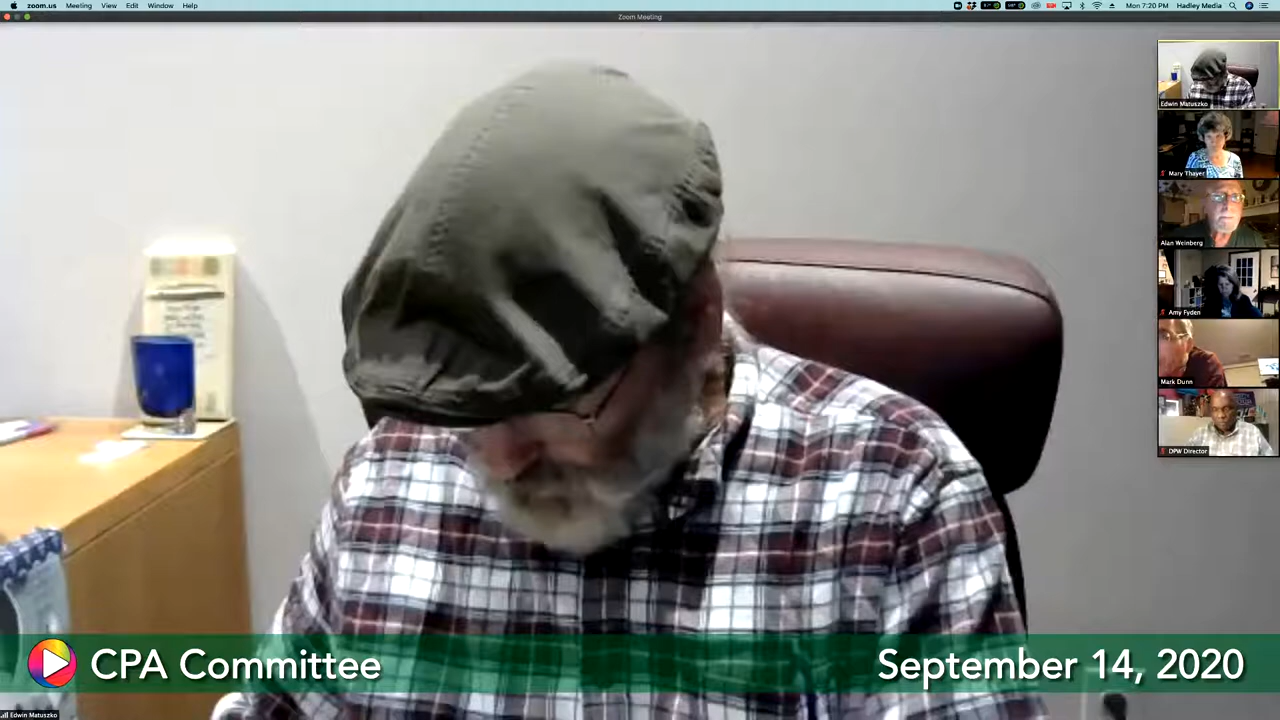 zoom.us Meeting View Edit Window Help
Mon 7:20 PM Hadley Media
Zoom Meeting
Edwin Matuszko
Mary Thayer
Alan Weinberg
Amy Fyden
Mark Dunn
DPW Director
CPA Committee
September 14, 2020
Edwin Matuszko